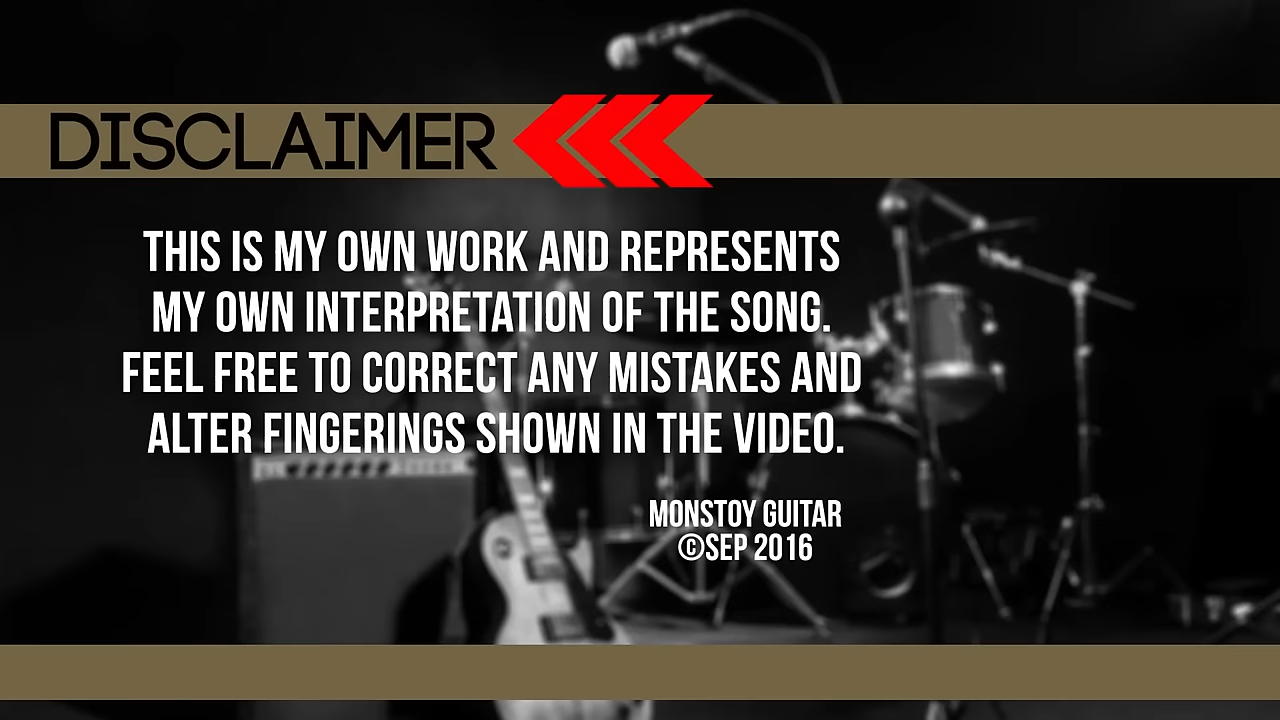 DISCLAIMER
THIS IS MY OWN WORK AND REPRESENTS
MY OWN INTERPRETATION OF THE SONG.
FEEL FREE TO CORRECT ANY MISTAKES AND
ALTER FINGERINGS SHOWN IN THE VIDEO.
MONSTOY GUITAR
©SEP 2016